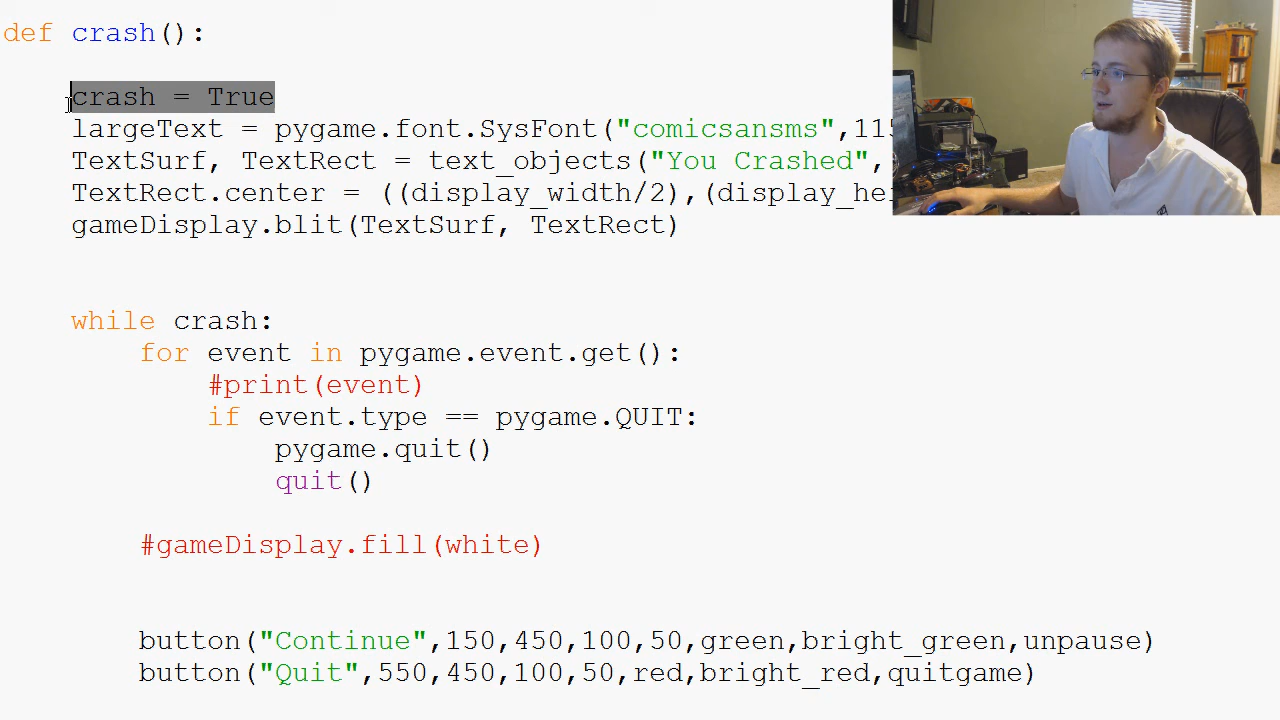 def crash():
crash = True
largeText = pygame.font.SysFont("comicsansms",115
TextSurf, TextRect = text_objects("You Crashed",
TextRect.center = ((display_width/2),(display_hei
gameDisplay.blit(TextSurf, TextRect)
while crash:
for event in pygame.event.get():
#print(event)
if event.type == pygame.QUIT:
pygame.quit()
quit()
#gameDisplay.fill(white)
button("Continue",150,450,100,50,green,bright_green,unpause)
button("Quit",550,450,100,50,red,bright_red,quitgame)